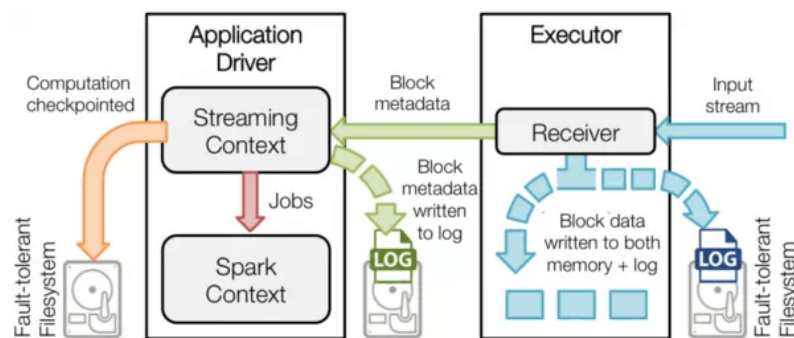 Application
Driver
Executor
Computation
checkpointed
Block
metadata
Input
stream
Streaming
Context
Receiver
Jobs
Block
metadata
written
to log
Block data
written to both
memory + log
Spark
Context
LOG
LOG
Fault-tolerant
Filesystem
Fault-tolerant
Filesystem